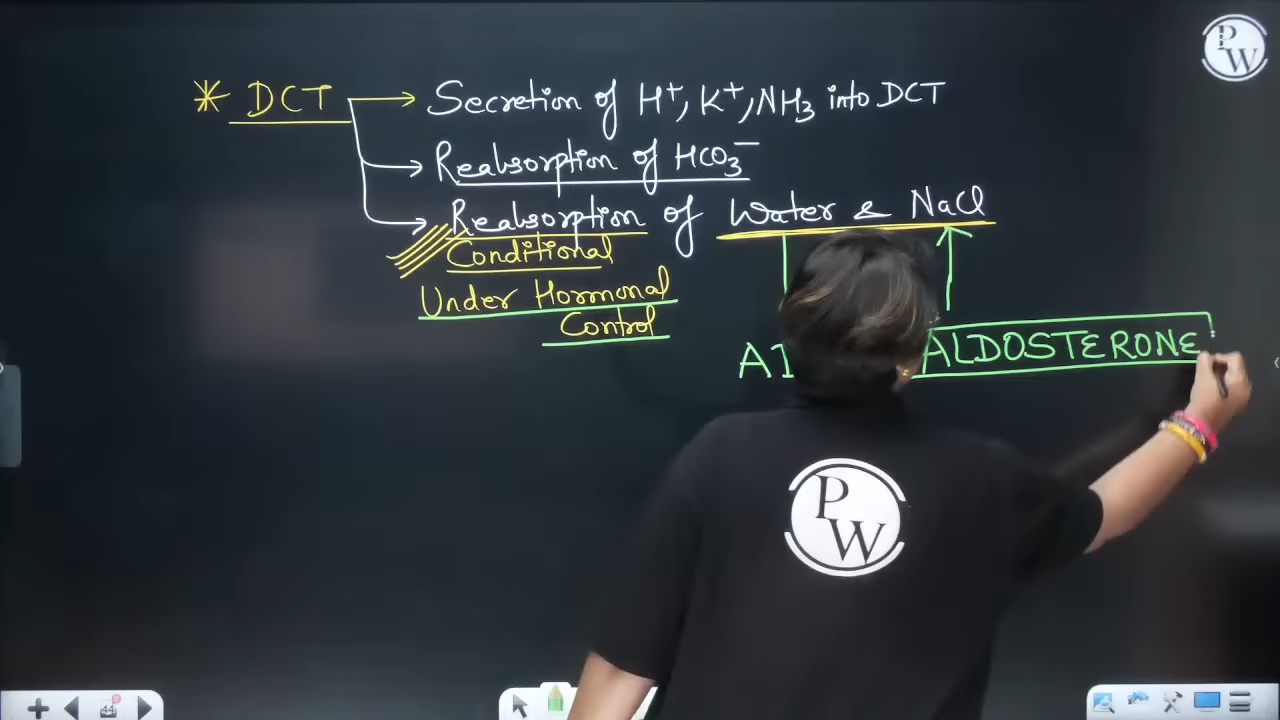 PW
* DCT → Secretion of H+, K+, NH3 into DCT
→ Reabsorption of HCO3−
→ Reabsorption of Water & NaCl
Conditional
Under Hormonal
Control
ALDOSTERONE
PW
44